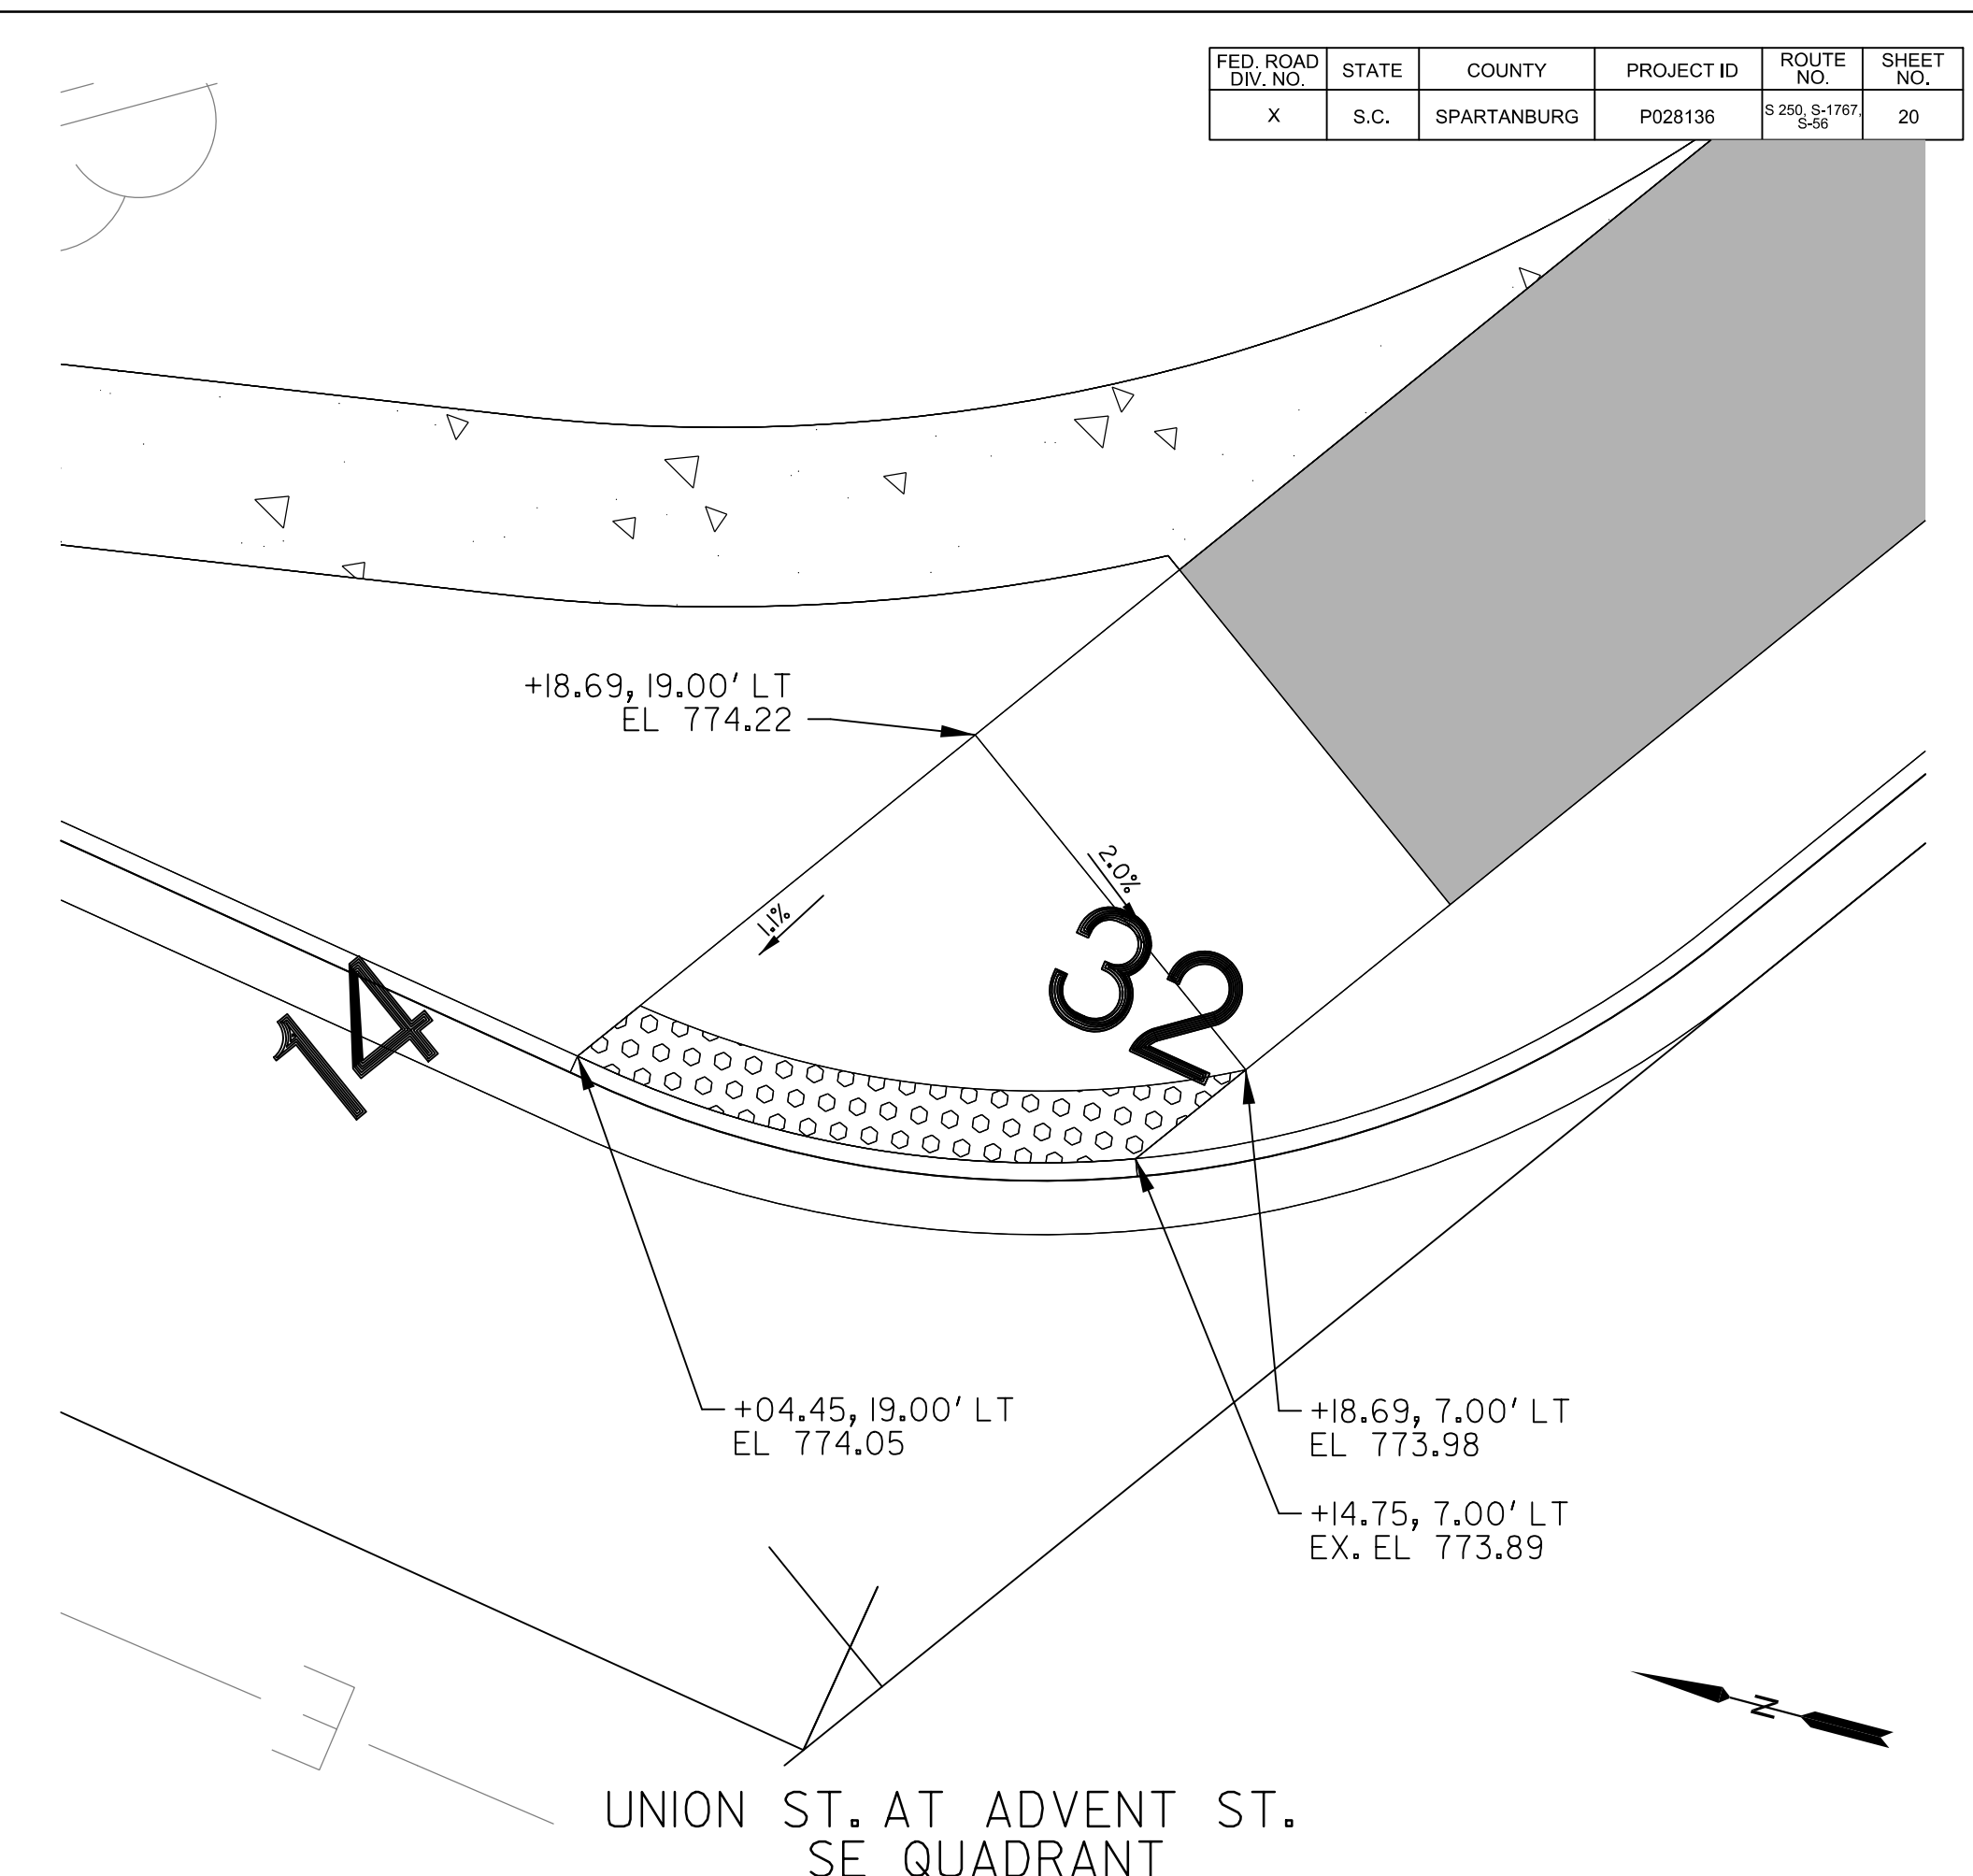 FED. ROAD DIV. NO. STATE COUNTY PROJECT ID ROUTE NO. SHEET NO.
X S.C. SPARTANBURG P028136 S 250, S-1767, S-56 20
+18.69, 19.00' LT
EL 774.22
2.0%
1.1%
32
14
+04.45, 19.00' LT
EL 774.05
+18.69, 7.00' LT
EL 773.98
+14.75, 7.00' LT
EX. EL 773.89
E
N
UNION ST. AT ADVENT ST.
SE QUADRANT